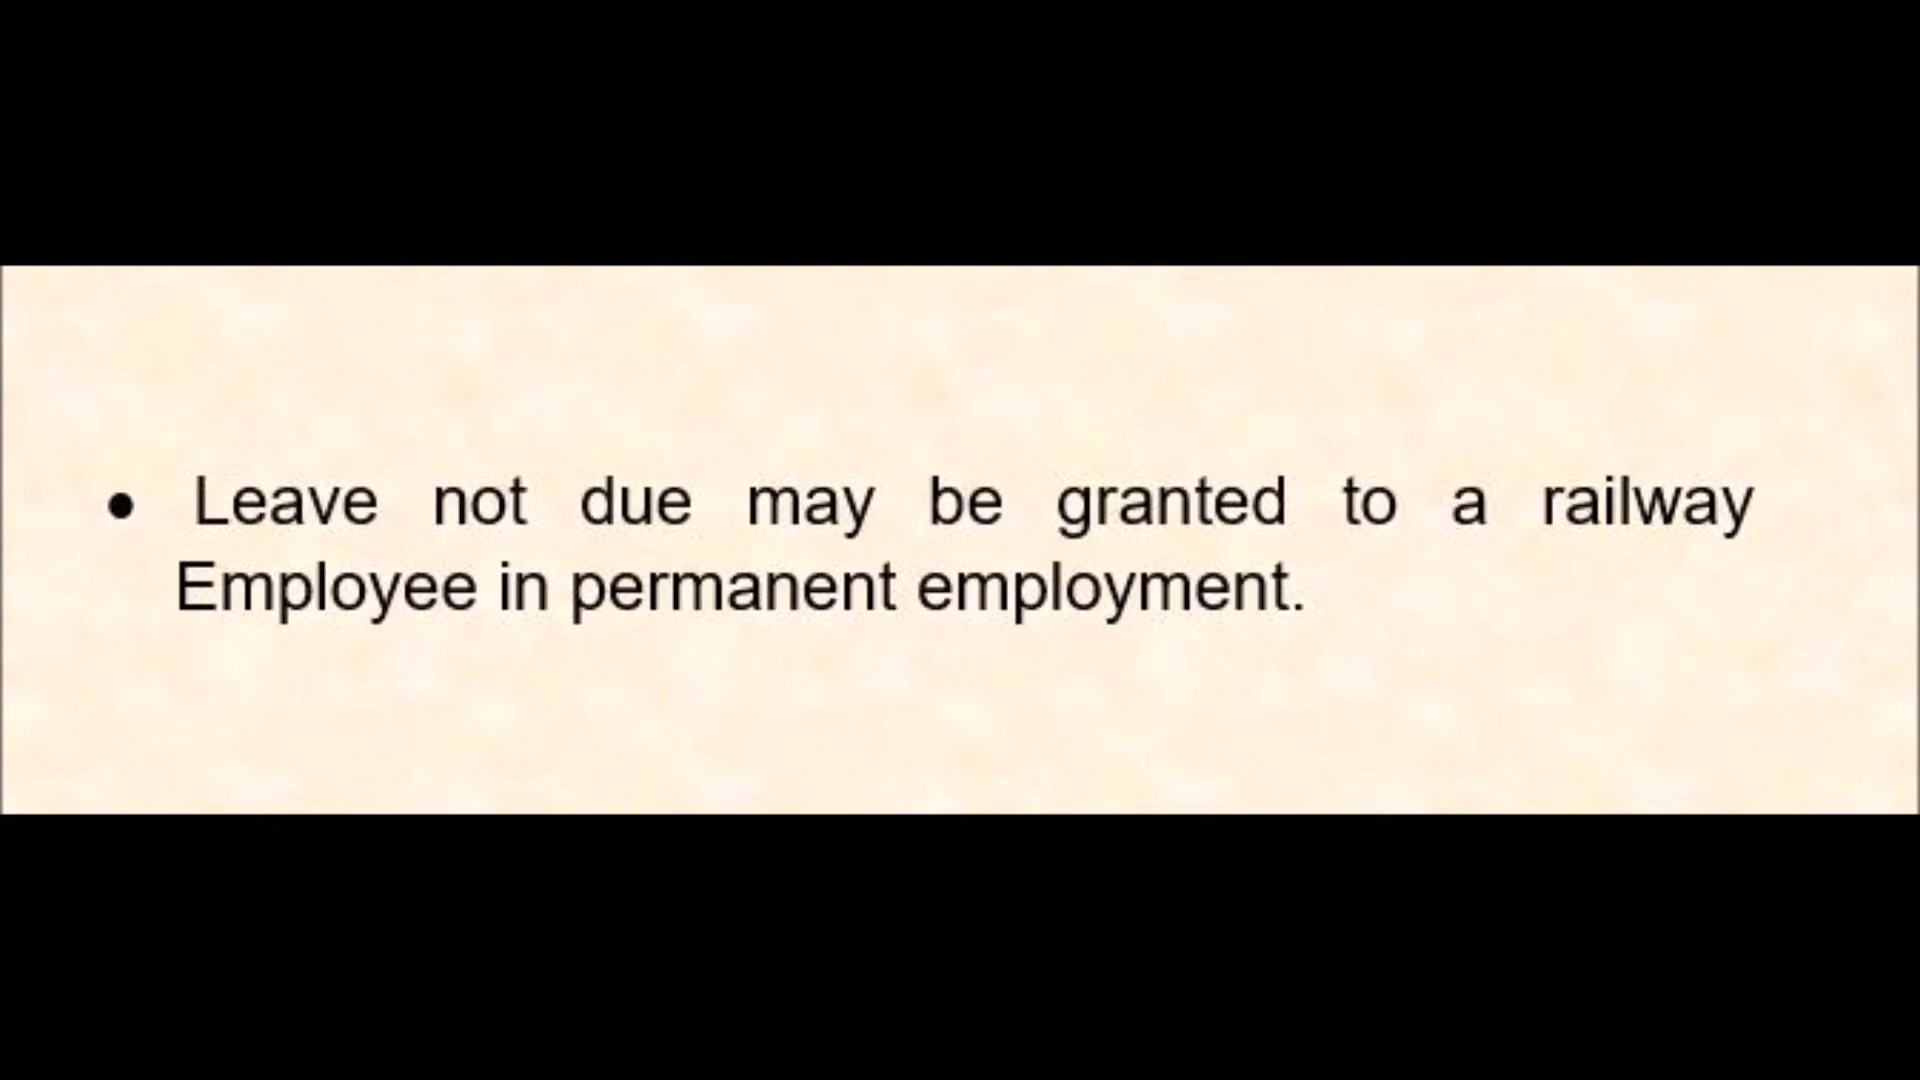 • Leave not due may be granted to a railway
Employee in permanent employment.